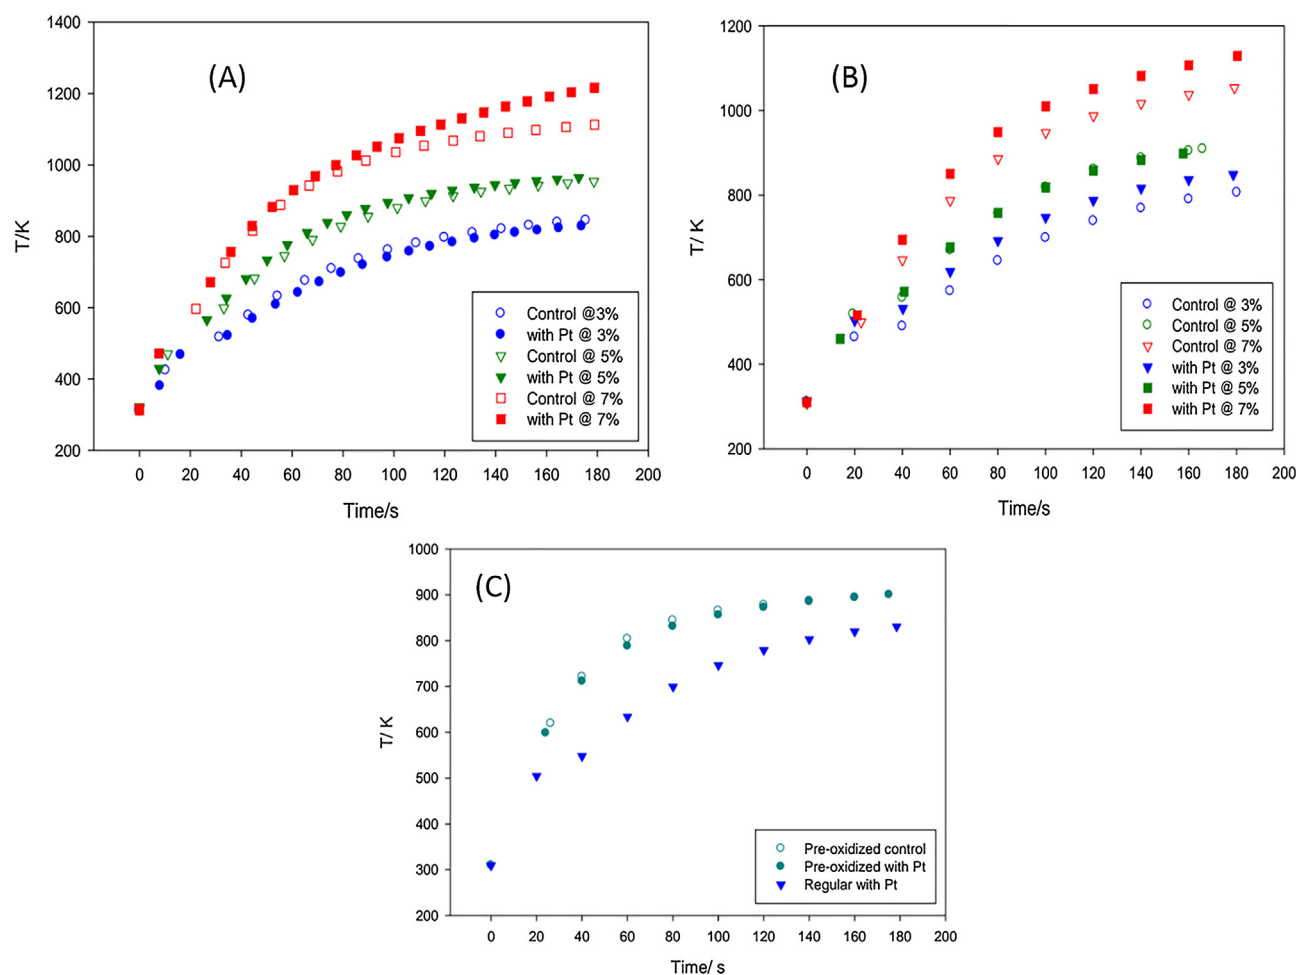 (A)
1400
1200
1000
800
600
400
200
T/K
0 20 40 60 80 100 120 140 160 180 200
Time/s
Control @3%
with Pt @ 3%
Control @ 5%
with Pt @ 5%
Control @ 7%
with Pt @ 7%
(B)
1200
1000
800
600
400
200
T/ K
0 20 40 60 80 100 120 140 160 180 200
Time/s
Control @ 3%
Control @ 5%
Control @ 7%
with Pt @ 3%
with Pt @ 5%
with Pt @ 7%
(C)
1000
900
800
700
600
500
400
300
200
T/ K
0 20 40 60 80 100 120 140 160 180 200
Time/ s
Pre-oxidized control
Pre-oxidized with Pt
Regular with Pt